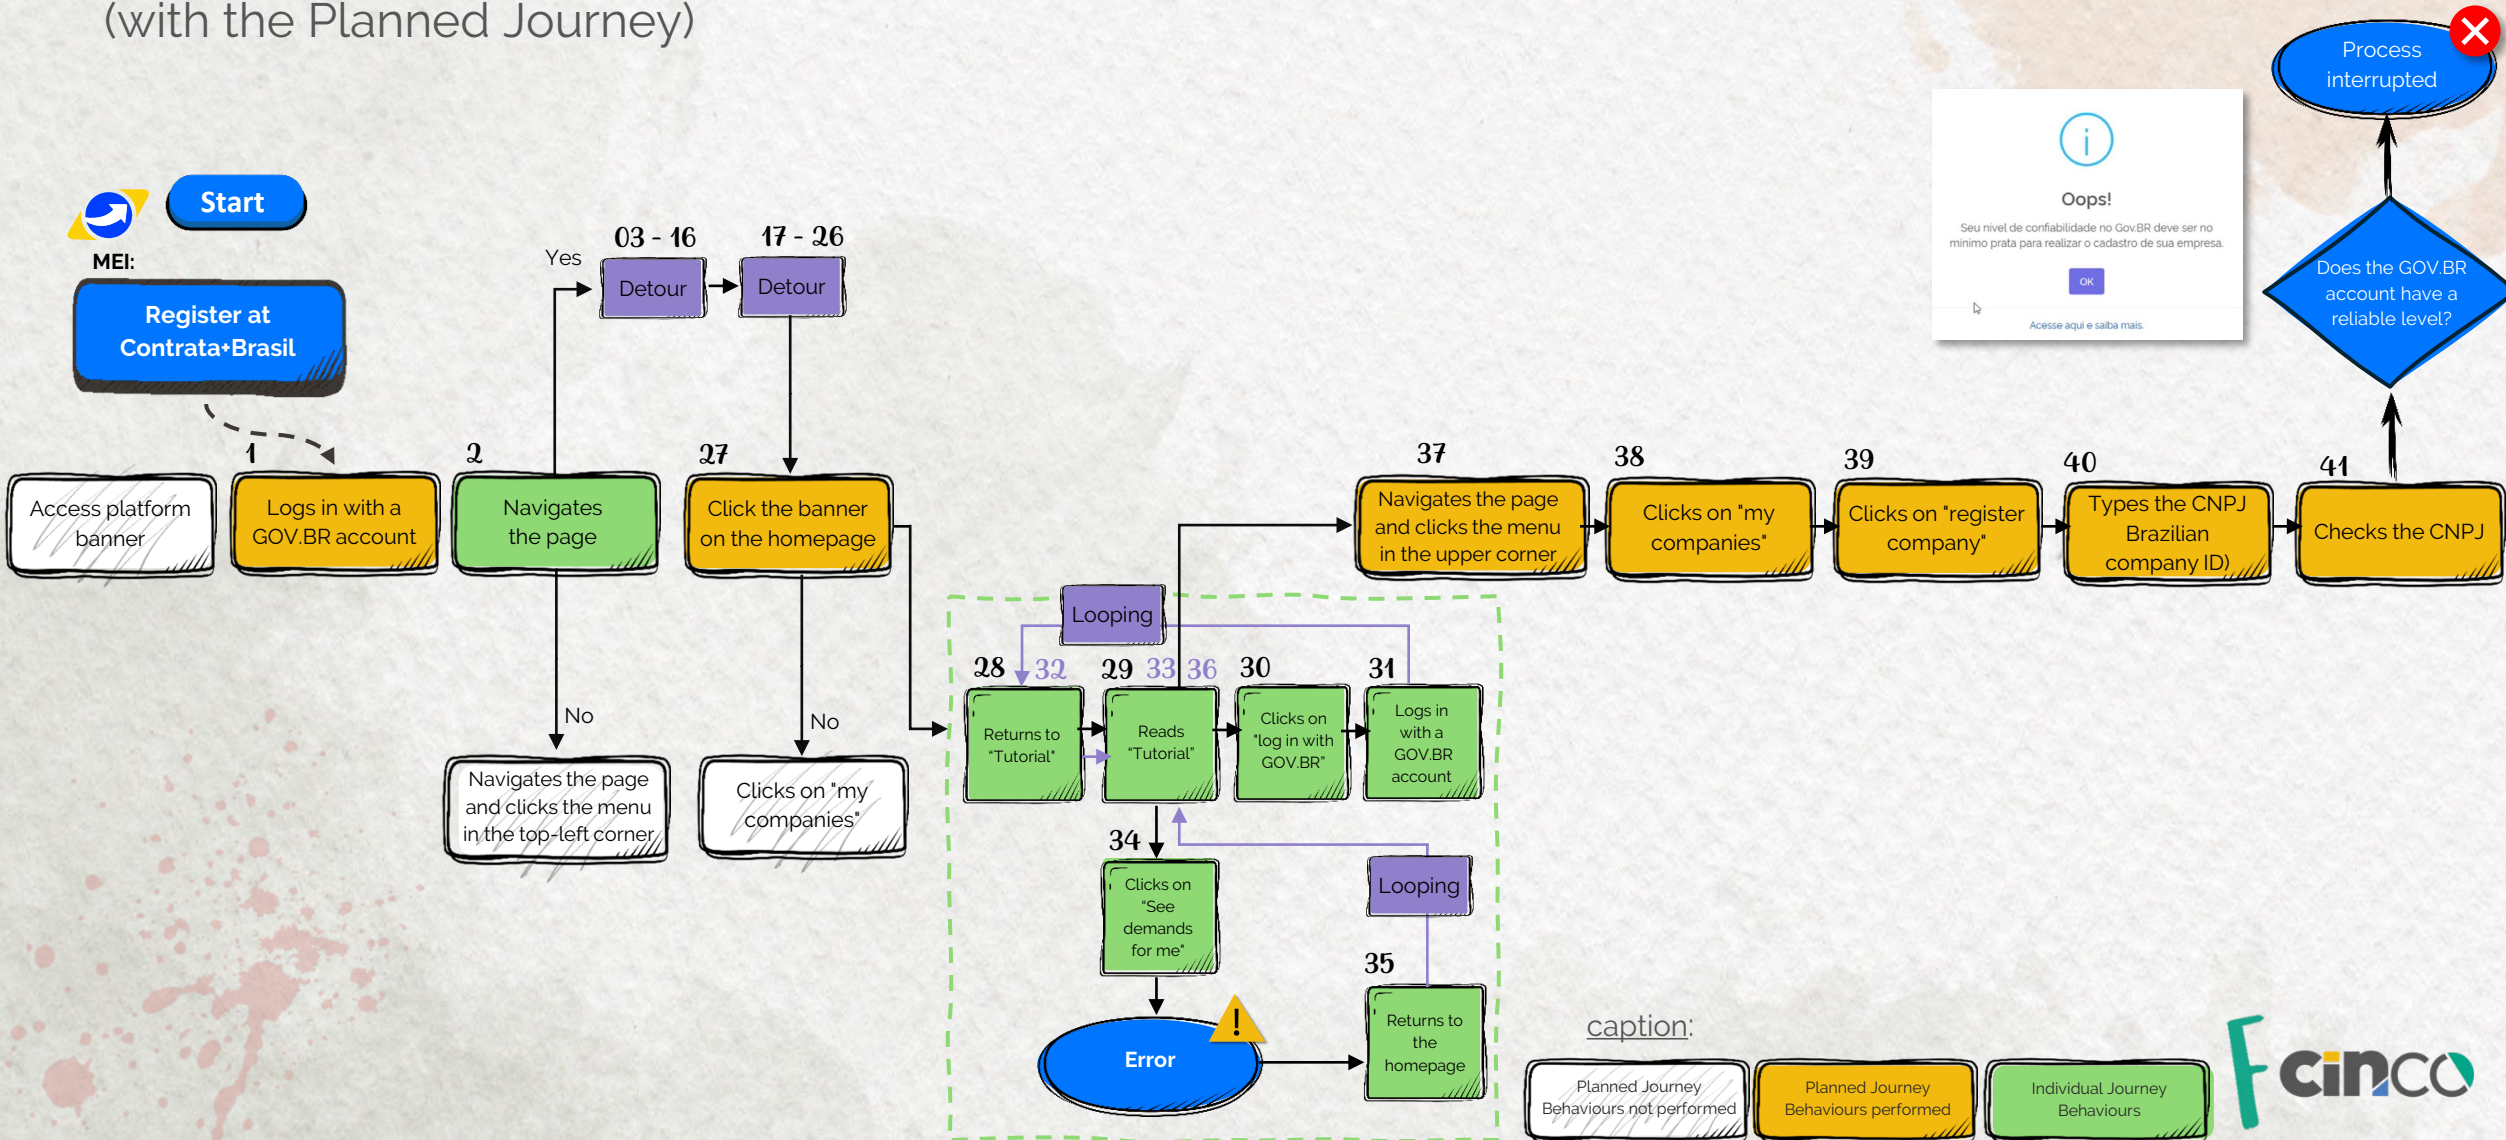 (with the Planned Journey)
Process
interrupted
Oops!
Seu nível de confiabilidade no Gov.BR deve ser no
mínimo prata para realizar o cadastro de sua empresa.
OK
Acesse aqui e saiba mais.
Does the GOV.BR
account have a
reliable level?
Start
MEI:
Register at
Contrata+Brasil
Yes
03 - 16
Detour
17 - 26
Detour
Access platform
banner
1
Logs in with a
GOV.BR account
2
Navigates
the page
27
Click the banner
on the homepage
37
Navigates the page
and clicks the menu
in the upper corner
38
Clicks on "my
companies"
39
Clicks on "register
company"
40
Types the CNPJ
Brazilian
company ID)
41
Checks the CNPJ
No
Navigates the page
and clicks the menu
in the top-left corner
No
Clicks on "my
companies"
Looping
28 32
Returns to
“Tutorial"
29 33 36
Reads
“Tutorial”
30
Clicks on
"log in with
GOV.BR”
31
Logs in
with a
GOV.BR
account
34
Clicks on
“See
demands
for me"
Looping
Error
!
35
Returns to
the
homepage
caption:
Planned Journey
Behaviours not performed
Planned Journey
Behaviours performed
Individual Journey
Behaviours
F cinco